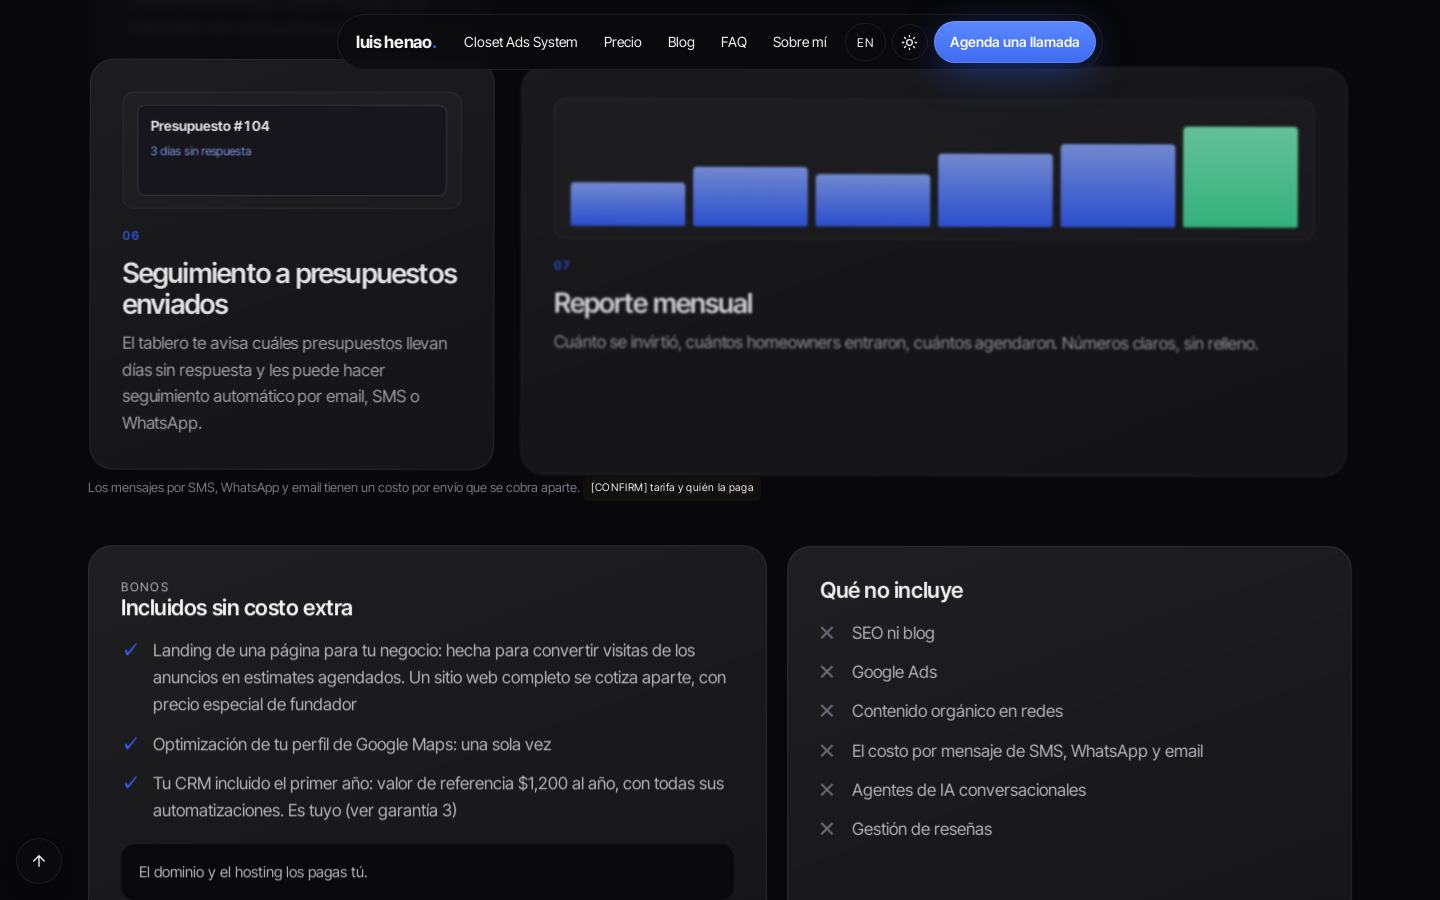 luis henao.
Closet Ads System
Precio
Blog
FAQ
Sobre mí
EN
Agenda una llamada
Presupuesto #104
3 días sin respuesta
06
Seguimiento a presupuestos
enviados
El tablero te avisa cuáles presupuestos llevan
días sin respuesta y les puede hacer
seguimiento automático por email, SMS o
WhatsApp.
07
Reporte mensual
Cuánto se invirtió, cuántos homeowners entraron, cuántos agendaron. Números claros, sin relleno.
Los mensajes por SMS, WhatsApp y email tienen un costo por envío que se cobra aparte. [CONFIRM] tarifa y quién la paga
BONOS
Incluidos sin costo extra
✓ Landing de una página para tu negocio: hecha para convertir visitas de los
anuncios en estimates agendados. Un sitio web completo se cotiza aparte, con
precio especial de fundador
✓ Optimización de tu perfil de Google Maps: una sola vez
✓ Tu CRM incluido el primer año: valor de referencia $1,200 al año, con todas sus
automatizaciones. Es tuyo (ver garantía 3)
El dominio y el hosting los pagas tú.
Qué no incluye
✕ SEO ni blog
✕ Google Ads
✕ Contenido orgánico en redes
✕ El costo por mensaje de SMS, WhatsApp y email
✕ Agentes de IA conversacionales
✕ Gestión de reseñas